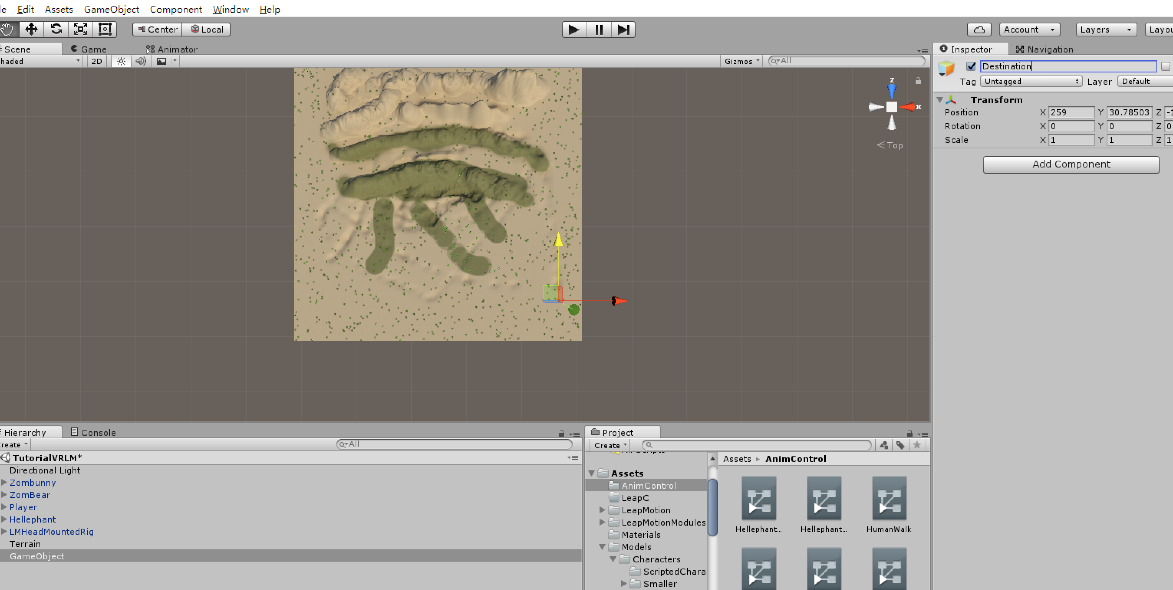 le Edit Assets GameObject Component Window Help
Center Local Account Layers Layou
Scene Game Animator Inspector Navigation
haded 2D Gizmos All
Destination
Tag Untagged Layer Default
Transform
Position X 259 Y 30.78503 Z -1
Rotation X 0 Y 0 Z 0
Scale X 1 Y 1 Z 1
Add Component
z
x
Top
Hierarchy Console
reate All
TutorialVRLM*
Directional Light
Zombunny
ZomBear
Player
Hellephant
LMHeadMountedRig
Terrain
GameObject
Project
Create
Assets
AnimControl
LeapC
LeapMotion
LeapMotionModules
Materials
Models
Characters
ScriptedChara
Smaller
Assets AnimControl
Hellephant.. Hellephant.. HumanWalk